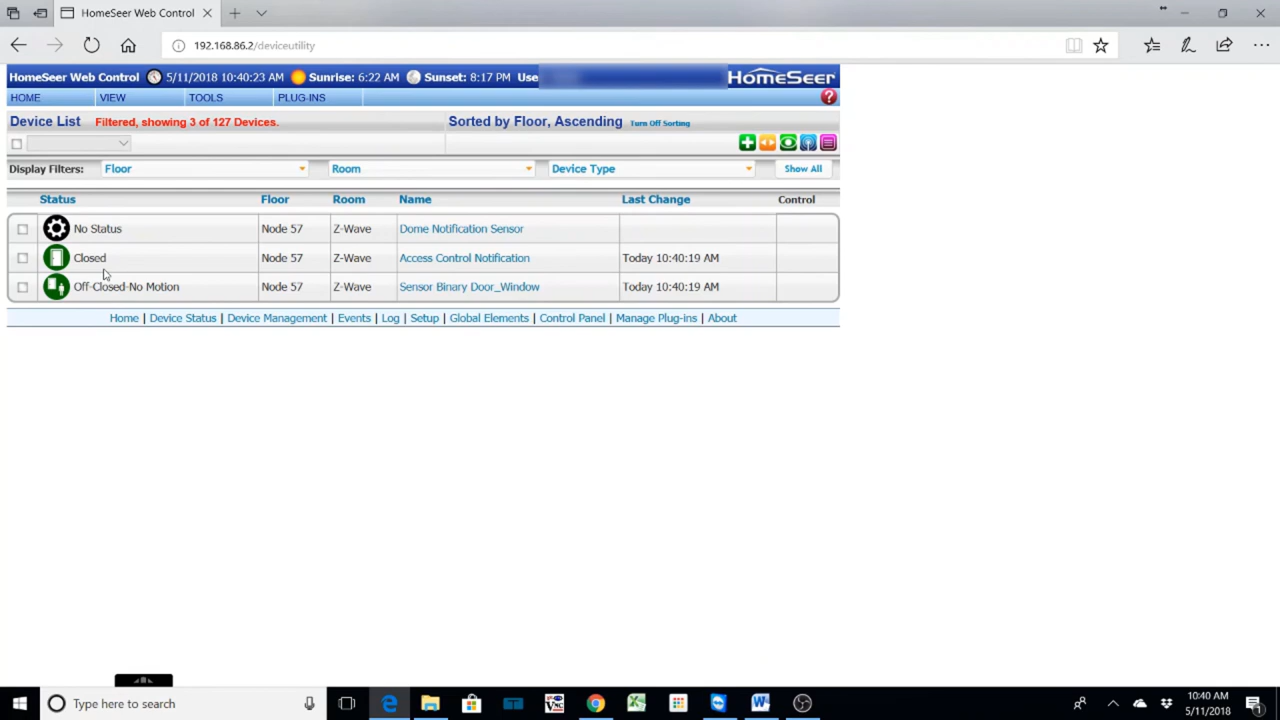 HomeSeer Web Control
192.168.86.2/deviceutility
HomeSeer Web Control 5/11/2018 10:40:23 AM Sunrise: 6:22 AM Sunset: 8:17 PM Use HomeSeer
HOME VIEW TOOLS PLUG-INS ?
Device List Filtered, showing 3 of 127 Devices. Sorted by Floor, Ascending Turn Off Sorting
Display Filters: Floor Room Device Type Show All
Status Floor Room Name Last Change Control
No Status Node 57 Z-Wave Dome Notification Sensor
Closed Node 57 Z-Wave Access Control Notification Today 10:40:19 AM
Off-Closed-No Motion Node 57 Z-Wave Sensor Binary Door_Window Today 10:40:19 AM
Home | Device Status | Device Management | Events | Log | Setup | Global Elements | Control Panel | Manage Plug-ins | About
Type here to search
10:40 AM
5/11/2018